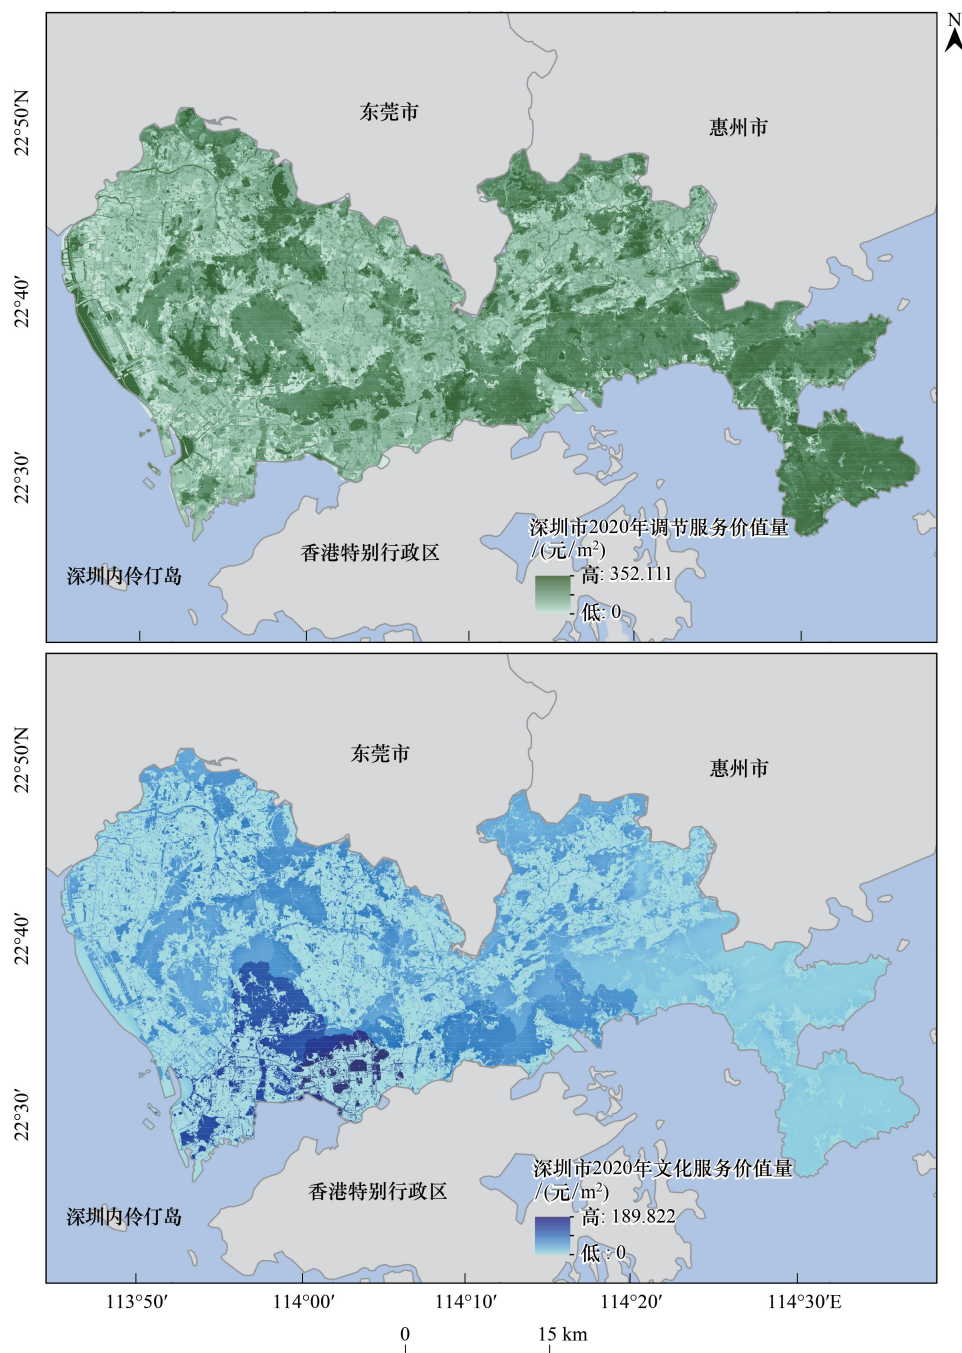 N
22°50′N
东莞市
惠州市
22°40′
22°30′
香港特别行政区
深圳内伶仃岛
深圳市2020年调节服务价值量
/(元/m²)
高: 352.111
低: 0
22°50′N
东莞市
惠州市
22°40′
22°30′
香港特别行政区
深圳内伶仃岛
深圳市2020年文化服务价值量
/(元/m²)
高: 189.822
低 : 0
113°50′ 114°00′ 114°10′ 114°20′ 114°30′E
0 15 km